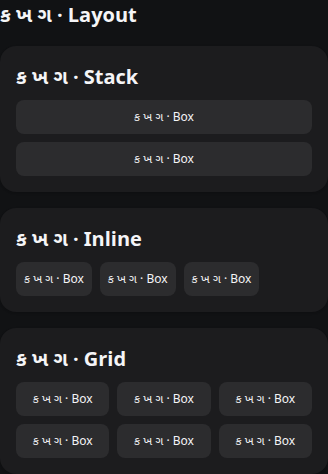 ક ખ ગ · Layout
ક ખ ગ · Stack
ક ખ ગ · Box
ક ખ ગ · Box
ક ખ ગ · Inline
ક ખ ગ · Box ક ખ ગ · Box ક ખ ગ · Box
ક ખ ગ · Grid
ક ખ ગ · Box ક ખ ગ · Box ક ખ ગ · Box
ક ખ ગ · Box ક ખ ગ · Box ક ખ ગ · Box